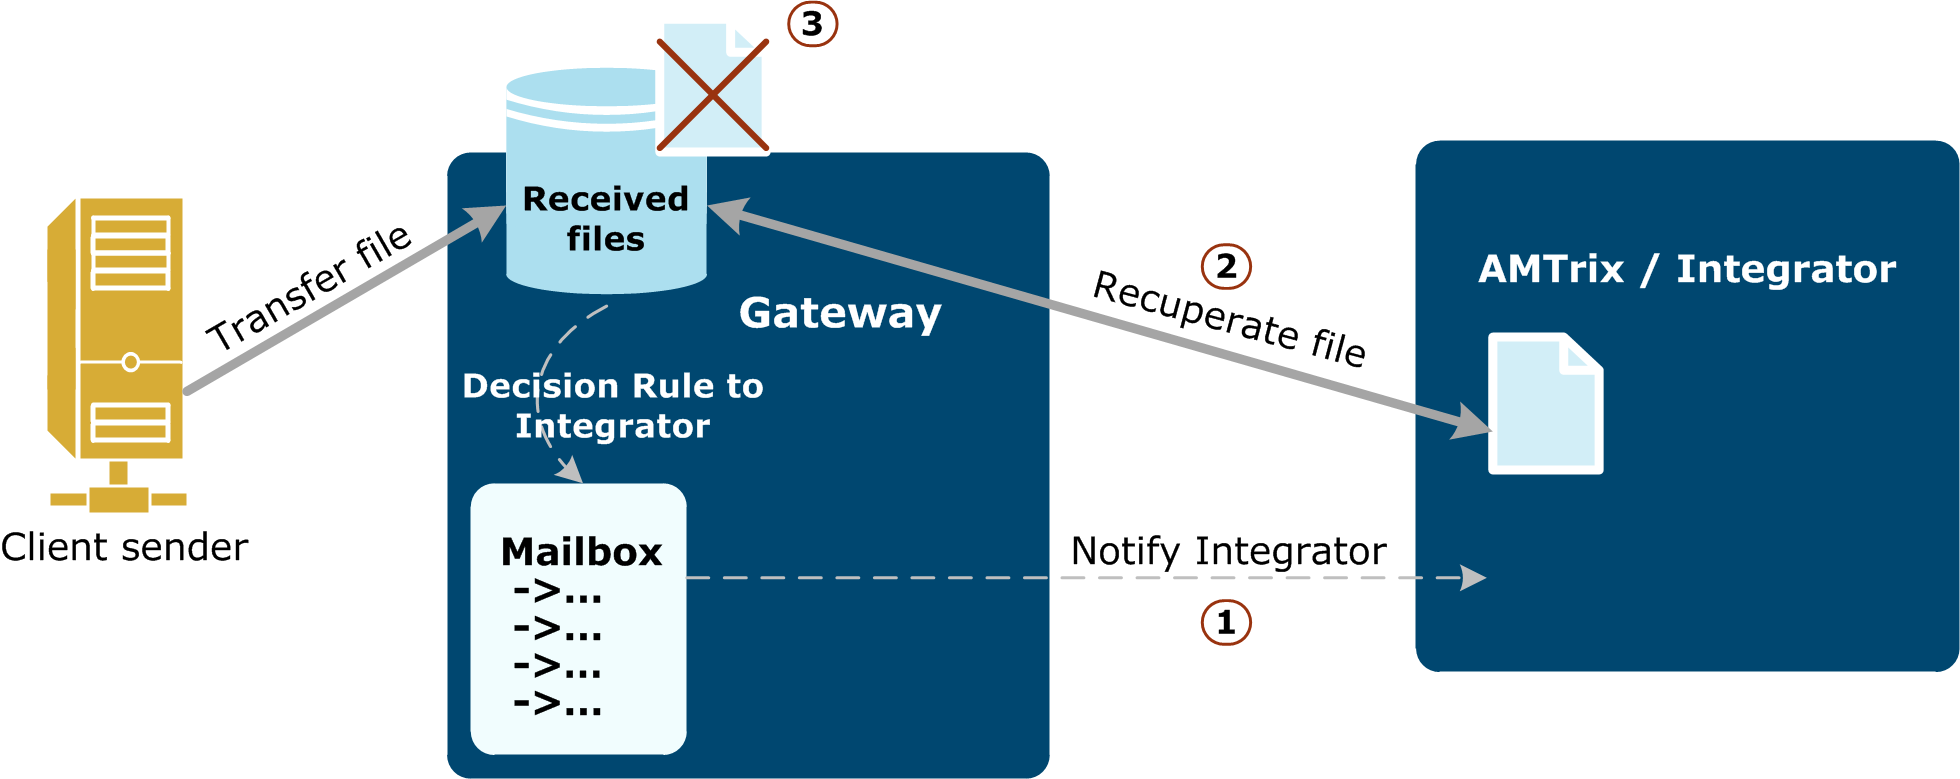 3
Received
files
Transfer file
Gateway
2
Recuperate file
AMTrix / Integrator
Decision Rule to
Integrator
Client sender
Mailbox
->...
->...
->...
->...
Notify Integrator
1